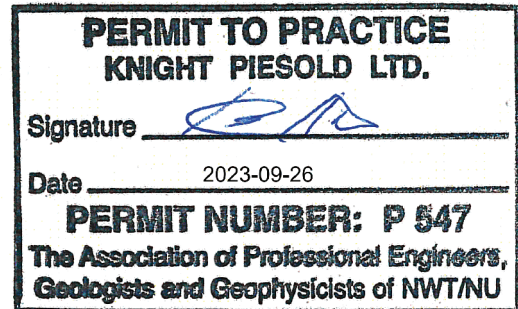 PERMIT TO PRACTICE
KNIGHT PIESOLD LTD.
Signature
Date 2023-09-26
PERMIT NUMBER: P 547
The Association of Professional Engineers,
Geologists and Geophysicists of NWT/NU